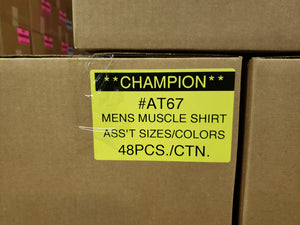 **CHAMPION**
#AT67
MENS MUSCLE SHIRT
ASS'T SIZES/COLORS
48PCS./CTN.